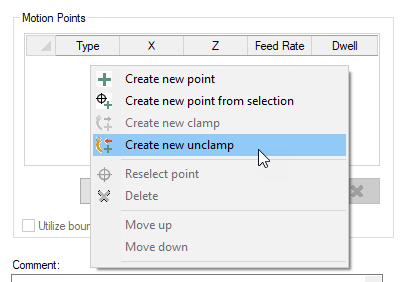 Motion Points
Type X Z Feed Rate Dwell
Create new point
Create new point from selection
Create new clamp
Create new unclamp
Reselect point
Delete
Move up
Move down
Utilize bour
Comment: